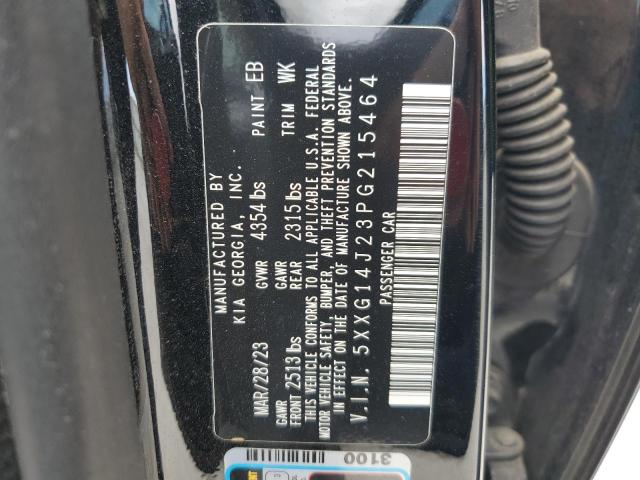 MANUFACTURED BY
KIA GEORGIA, INC.
MAR/28/23 GVWR 4354 lbs PAINT EB
GAWR GAWR
FRONT 2513 lbs REAR 2315 lbs TRIM WK
THIS VEHICLE CONFORMS TO ALL APPLICABLE U.S.A. FEDERAL
MOTOR VEHICLE SAFETY, BUMPER, AND THEFT PREVENTION STANDARDS
IN EFFECT ON THE DATE OF MANUFACTURE SHOWN ABOVE.
V.I.N. 5XXG14J23PG215464
PASSENGER CAR
3100